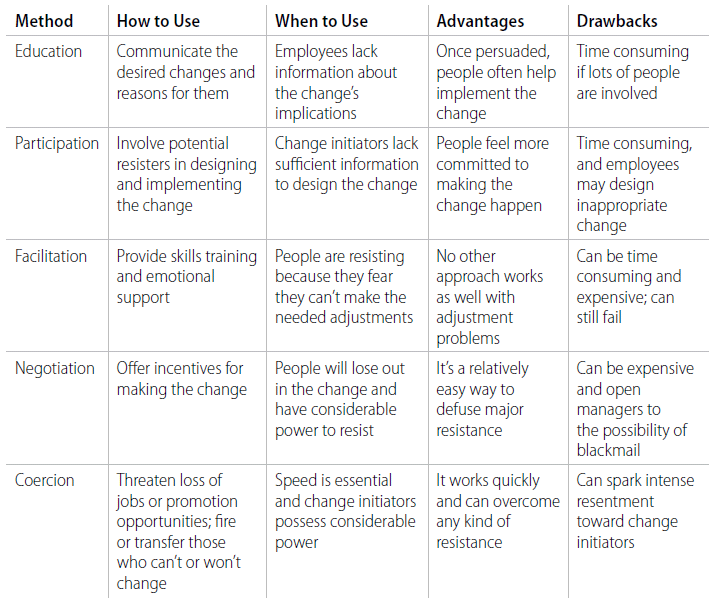 Method How to Use When to Use Advantages Drawbacks
Education
Communicate the
desired changes and
reasons for them
Employees lack
information about
the change’s
implications
Once persuaded,
people often help
implement the
change
Time consuming
if lots of people
are involved
Participation
Involve potential
resisters in designing
and implementing
the change
Change initiators lack
sufficient information
to design the change
People feel more
committed to
making the
change happen
Time consuming,
and employees
may design
inappropriate
change
Facilitation
Provide skills training
and emotional
support
People are resisting
because they fear
they can’t make the
needed adjustments
No other
approach works
as well with
adjustment
problems
Can be time
consuming and
expensive; can
still fail
Negotiation
Offer incentives for
making the change
People will lose out
in the change and
have considerable
power to resist
It’s a relatively
easy way to
defuse major
resistance
Can be expensive
and open
managers to
the possibility of
blackmail
Coercion
Threaten loss of
jobs or promotion
opportunities; fire
or transfer those
who can’t or won’t
change
Speed is essential
and change initiators
possess considerable
power
It works quickly
and can overcome
any kind of
resistance
Can spark intense
resentment
toward change
initiators